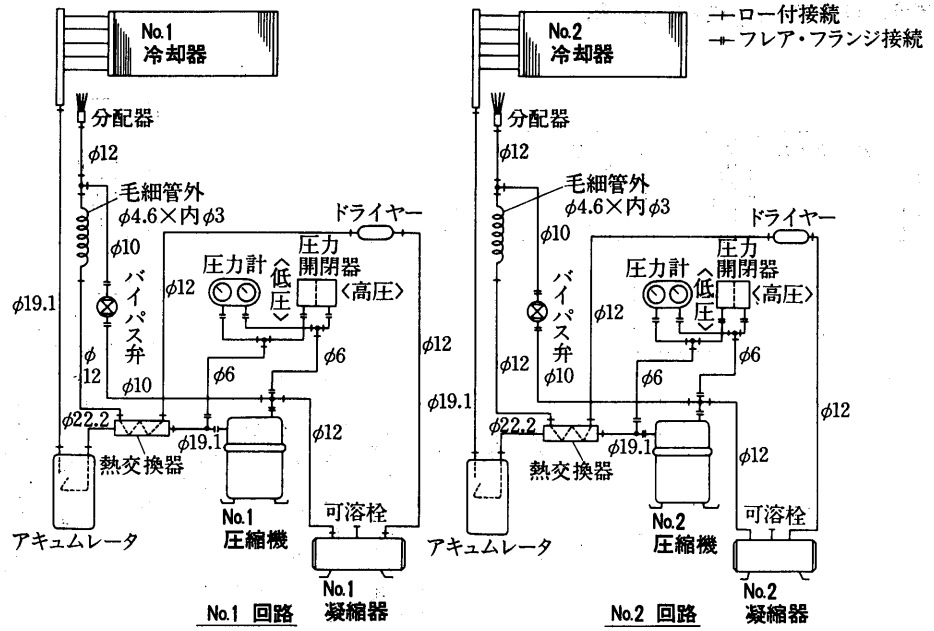 No.1
冷却器
分配器
φ12
毛細管外
φ4.6×内φ3
ドライヤー
φ10
圧力計
〈低圧〉
圧力
開閉器
〈高圧〉
φ12
φ19.1
バイパス弁
φ12
φ12
φ10
φ6
φ6
φ22.2
φ19.1
φ12
熱交換器
アキュムレータ
No.1
圧縮機
可溶栓
No.1
凝縮器
No.1 回路
No.2
冷却器
ロー付接続
フレア・フランジ接続
分配器
φ12
毛細管外
φ4.6×内φ3
ドライヤー
φ10
圧力計
〈低圧〉
圧力
開閉器
〈高圧〉
φ12
バイパス弁
φ12
φ10
φ6
φ6
φ12
φ19.1
φ22.2
φ19.1
φ12
熱交換器
アキュムレータ
No.2
圧縮機
可溶栓
No.2
凝縮器
No.2 回路